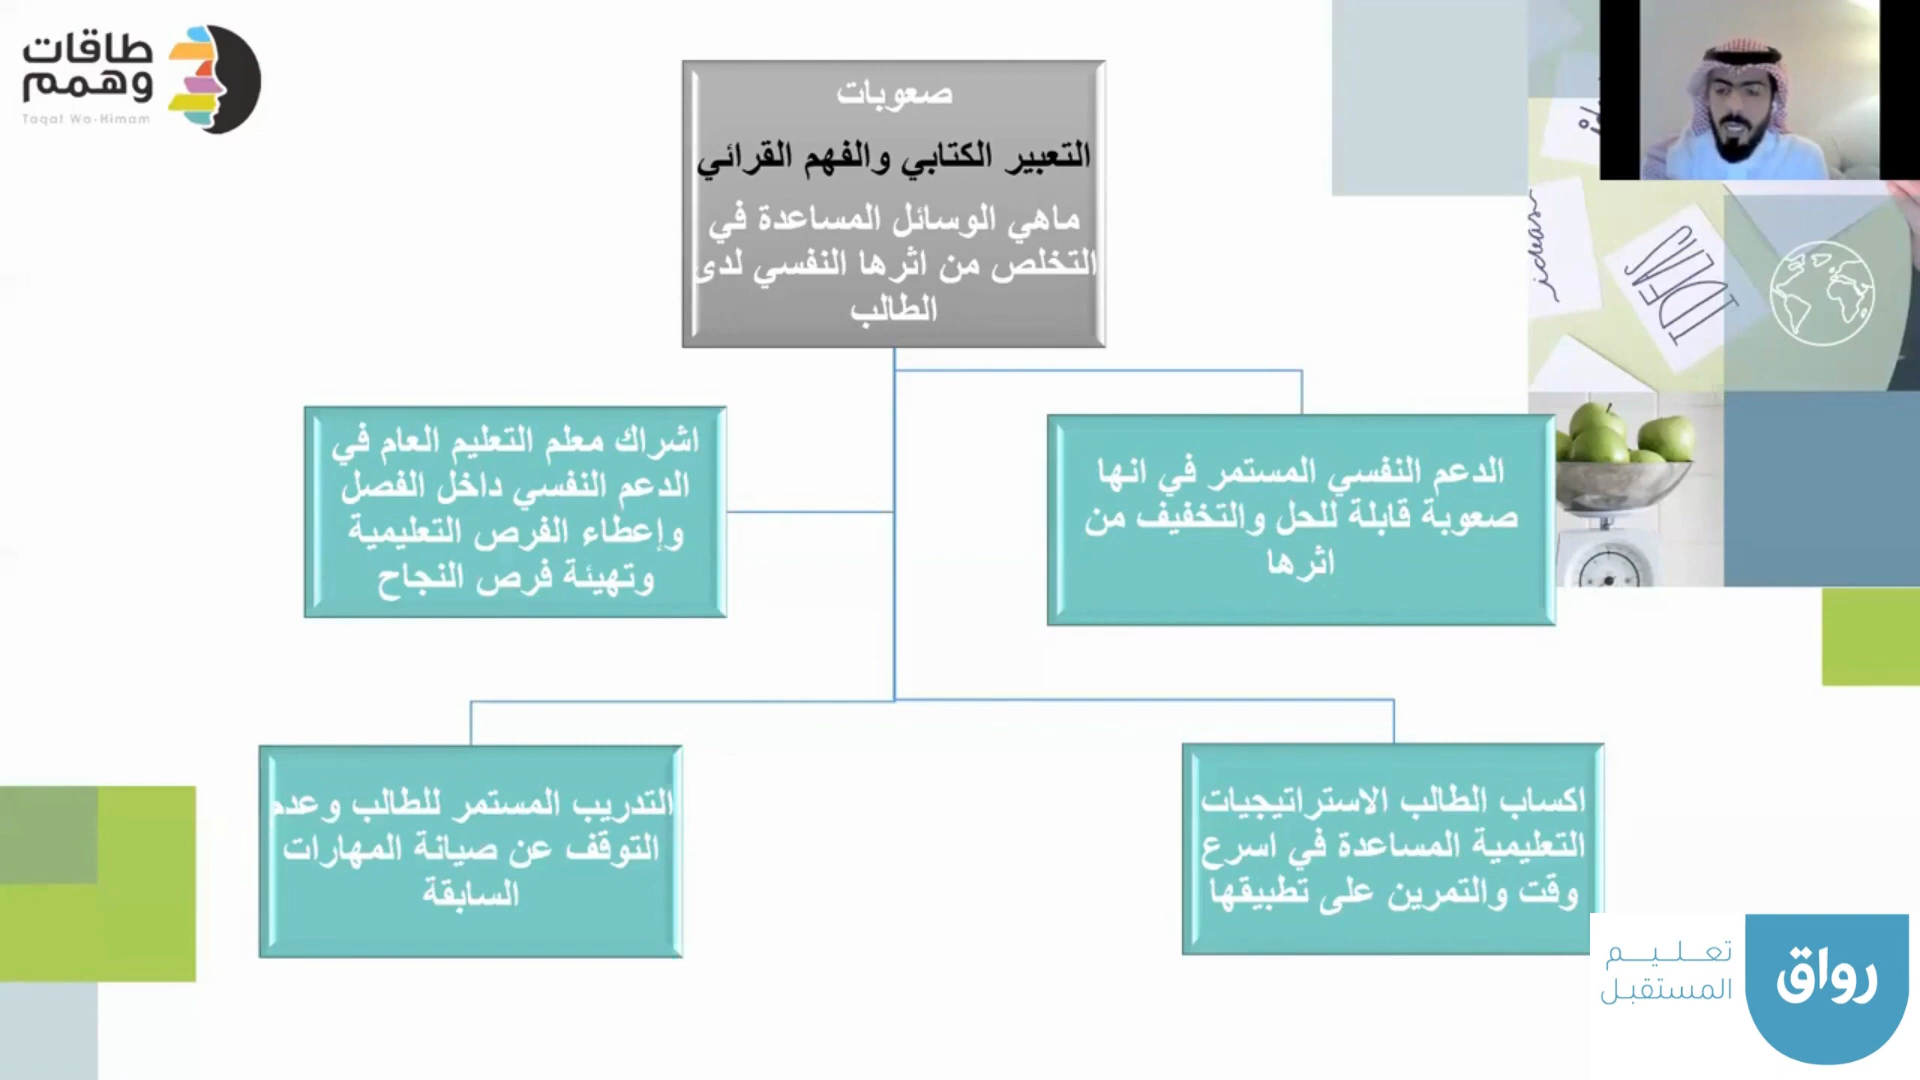 طاقات
وهمم
Taqat Wa-Himam
صعوبات
التعبير الكتابي والفهم القرائي
ماهي الوسائل المساعدة في
التخلص من اثرها النفسي لدى
الطالب
الدعم النفسي المستمر في انها
صعوبة قابلة للحل والتخفيف من
اثرها
اشراك معلم التعليم العام في
الدعم النفسي داخل الفصل
وإعطاء الفرص التعليمية
وتهيئة فرص النجاح
اكساب الطالب الاستراتيجيات
التعليمية المساعدة في اسرع
وقت والتمرين على تطبيقها
التدريب المستمر للطالب وعدم
التوقف عن صيانة المهارات
السابقة
ideas
IDEAS
رواق
تعليم
المستقبل